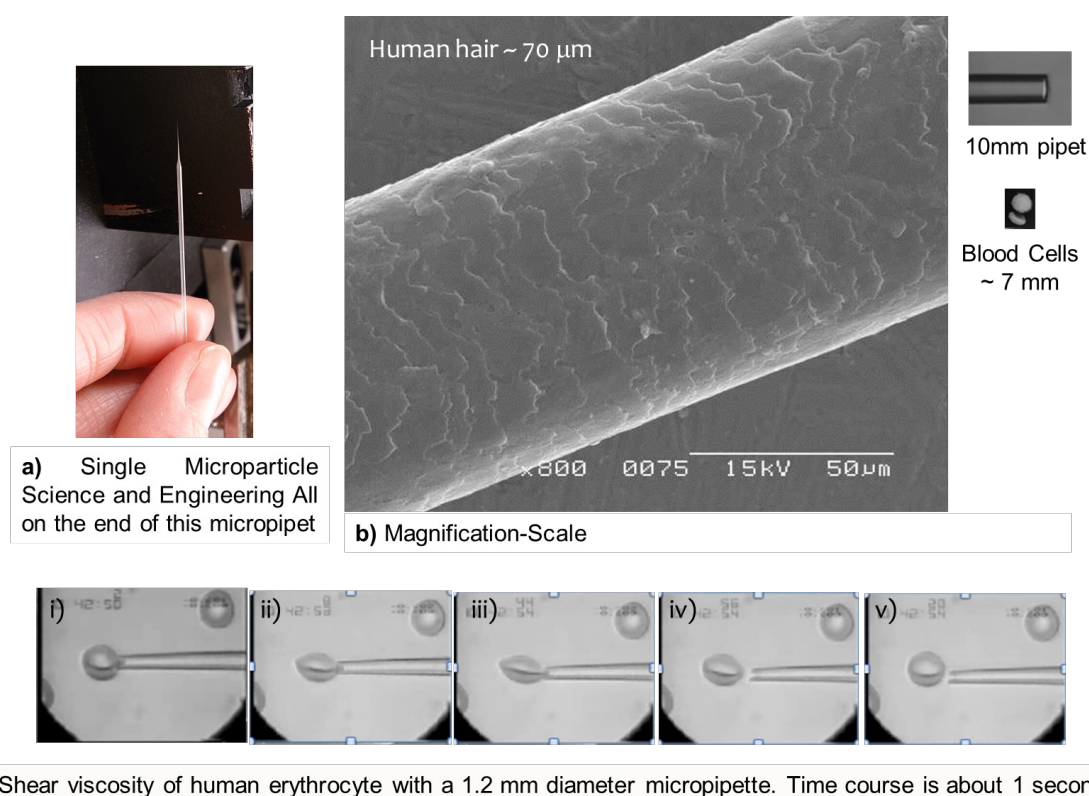 Human hair ~ 70 μm
10mm pipet
Blood Cells
~ 7 mm
x800 0075 15kV 50μm
a) Single Microparticle
Science and Engineering All
on the end of this micropipet
b) Magnification-Scale
i) ii) iii) iv) v)
Shear viscosity of human erythrocyte with a 1.2 mm diameter micropipette. Time course is about 1